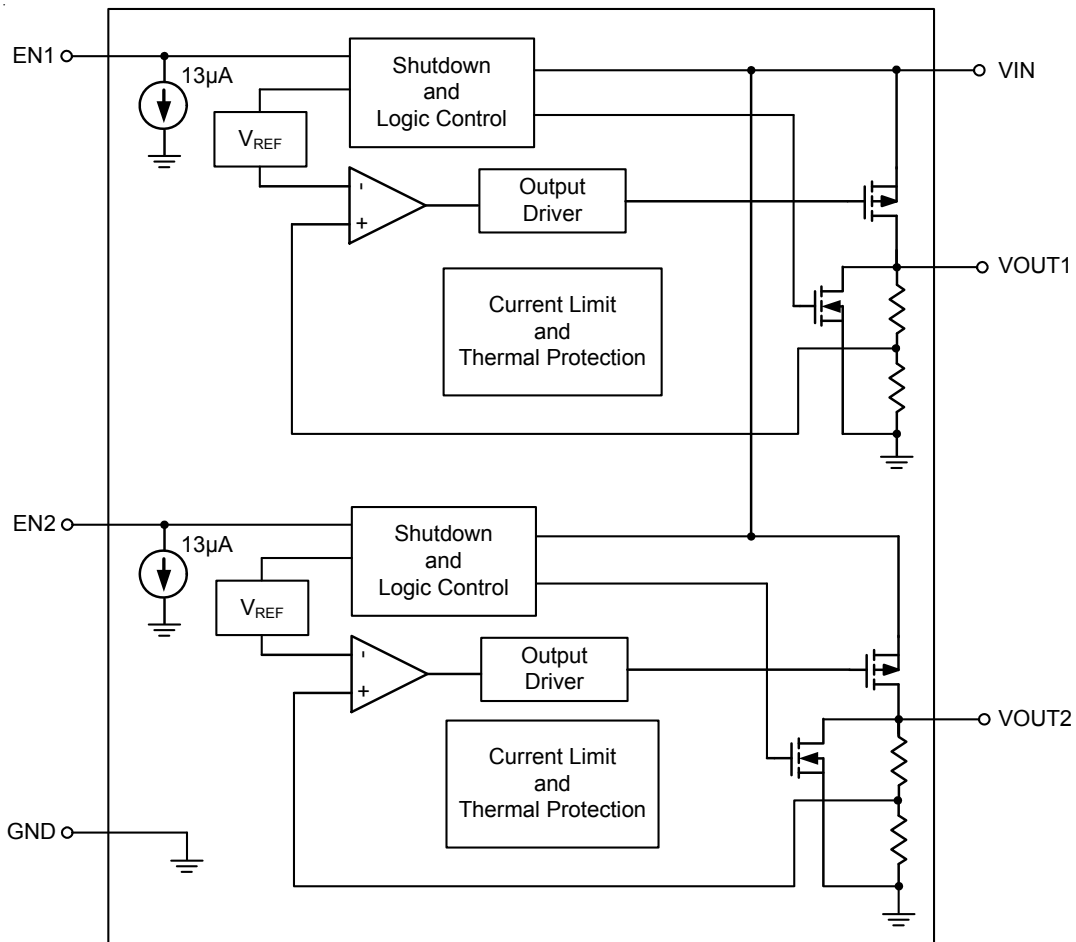 EN1
13µA
Shutdown
and
Logic Control
VIN
VREF
-
+
Output
Driver
VOUT1
Current Limit
and
Thermal Protection
EN2
13µA
Shutdown
and
Logic Control
VREF
-
+
Output
Driver
VOUT2
Current Limit
and
Thermal Protection
GND